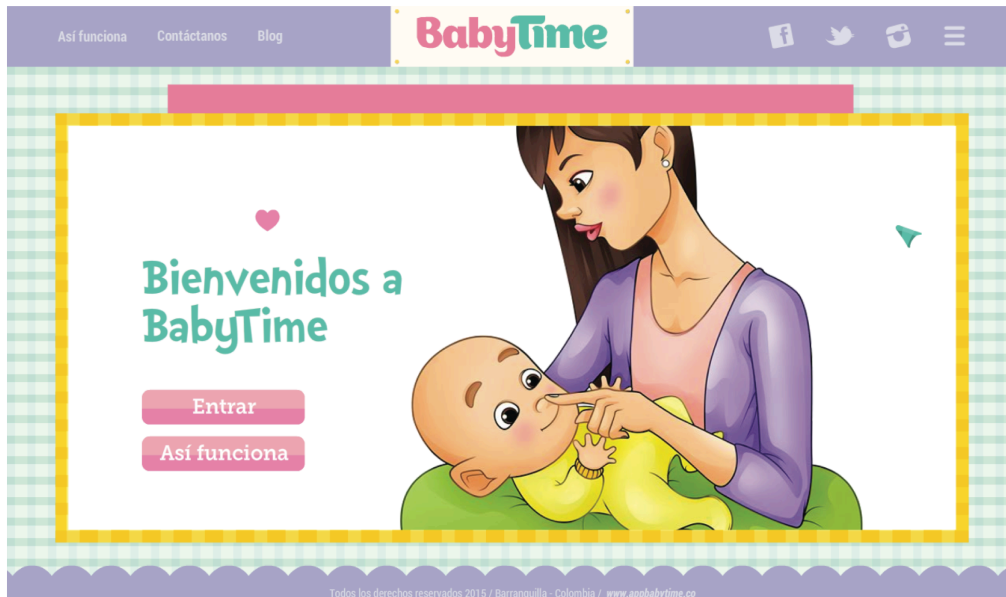 Así funciona
Contáctanos
Blog
BabyTime
Bienvenidos a
BabyTime
Entrar
Así funciona
Todos los derechos reservados 2015 / Barranquilla - Colombia / www.appbabytime.co